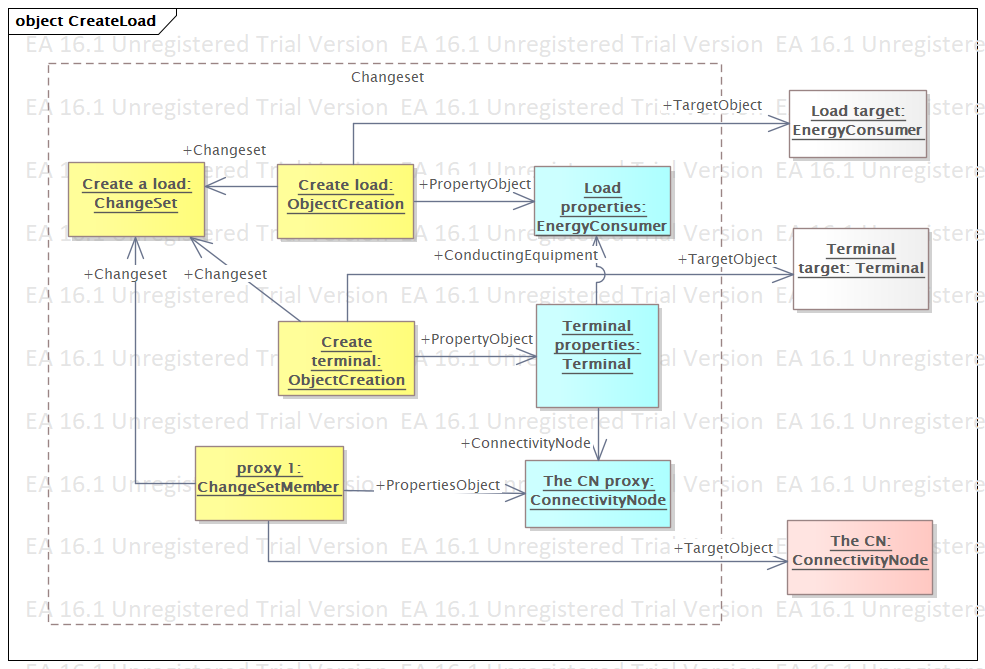 object CreateLoad
EA 16.1 Unregistered Trial Version EA 16.1 Unregistered Trial Version EA 16.1 Unregistere
Changeset
+TargetObject
Load target:
EnergyConsumer
+Changeset
Create a load:
ChangeSet
Create load:
ObjectCreation
+PropertyObject
Load
properties:
EnergyConsumer
+ConductingEquipment
+TargetObject
Terminal
target: Terminal
+Changeset
+Changeset
Create
terminal:
ObjectCreation
+PropertyObject
Terminal
properties:
Terminal
+ConnectivityNode
proxy 1:
ChangeSetMember
+PropertiesObject
The CN proxy:
ConnectivityNode
+TargetObject
The CN:
ConnectivityNode